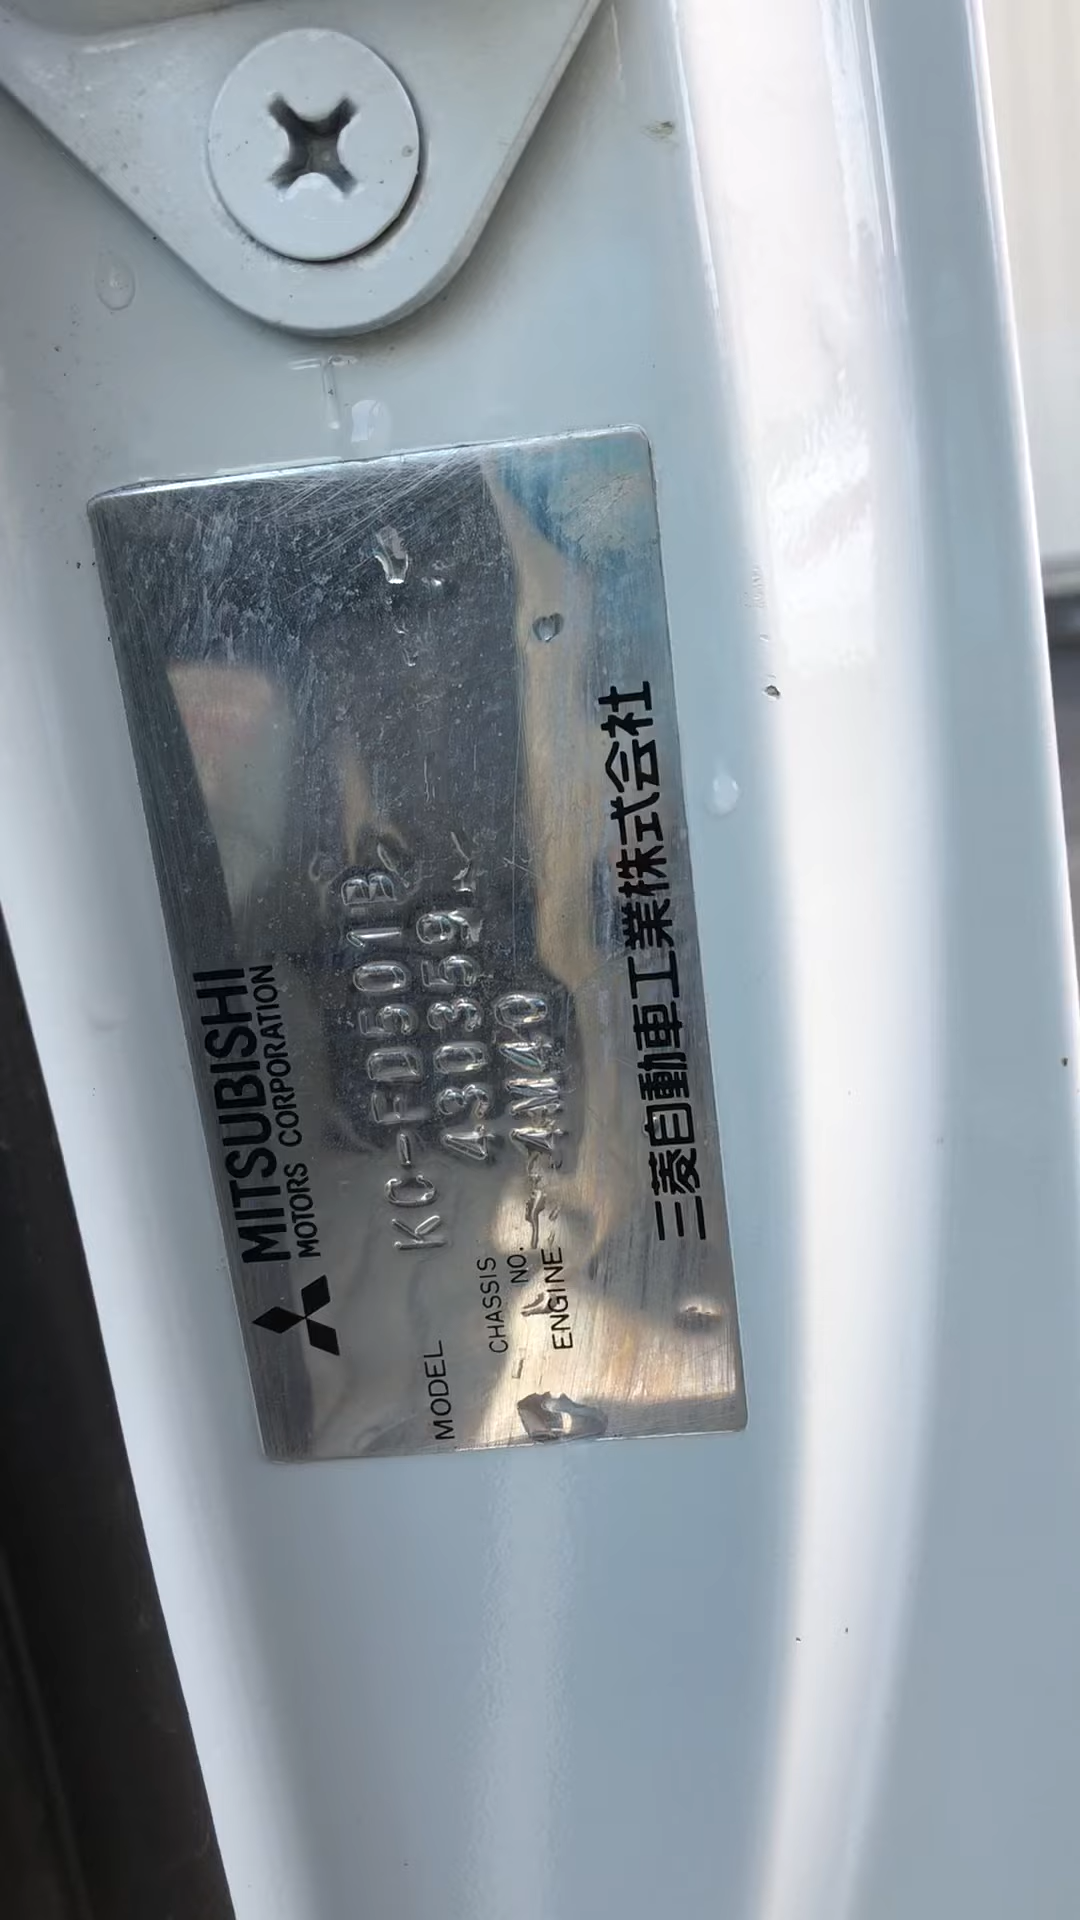 MITSUBISHI
MOTORS CORPORATION
MODEL KC-FD501B
CHASSIS NO. 430359
ENGINE 4M40
三菱自動車工業株式会社